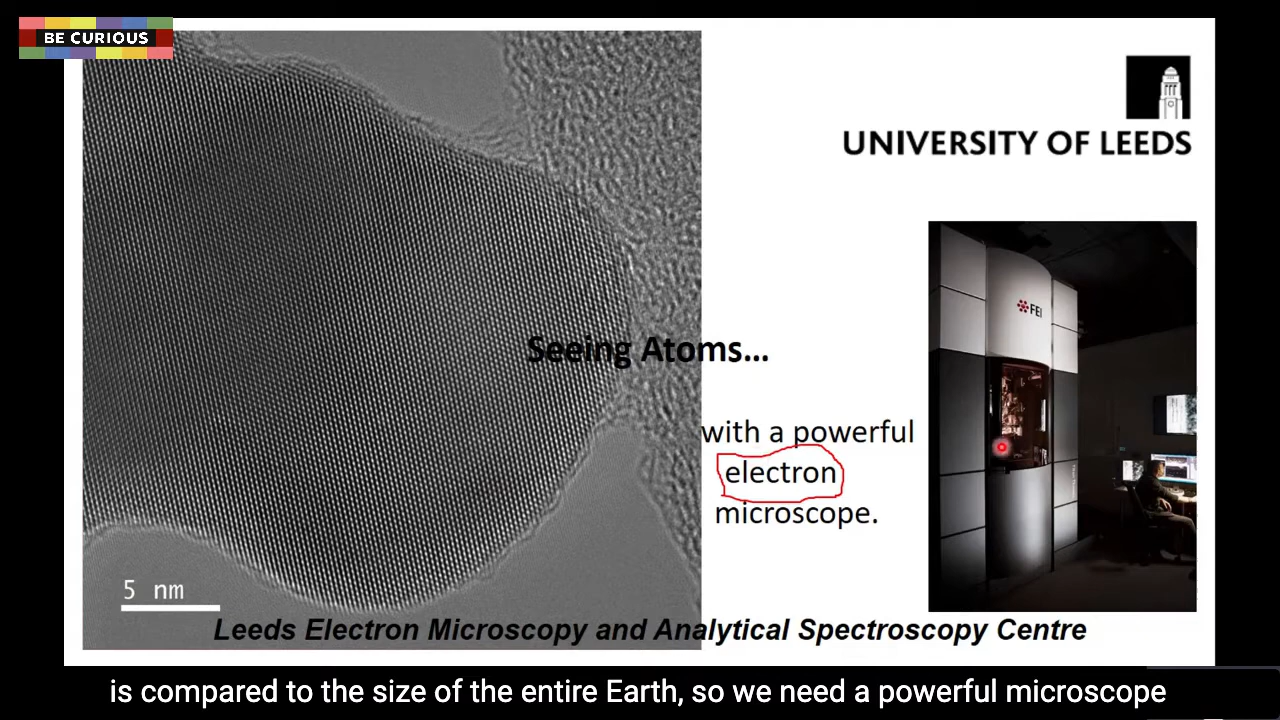 BE CURIOUS
UNIVERSITY OF LEEDS
FEI
Seeing Atoms...
with a powerful
electron
microscope.
5 nm
Leeds Electron Microscopy and Analytical Spectroscopy Centre
is compared to the size of the entire Earth, so we need a powerful microscope